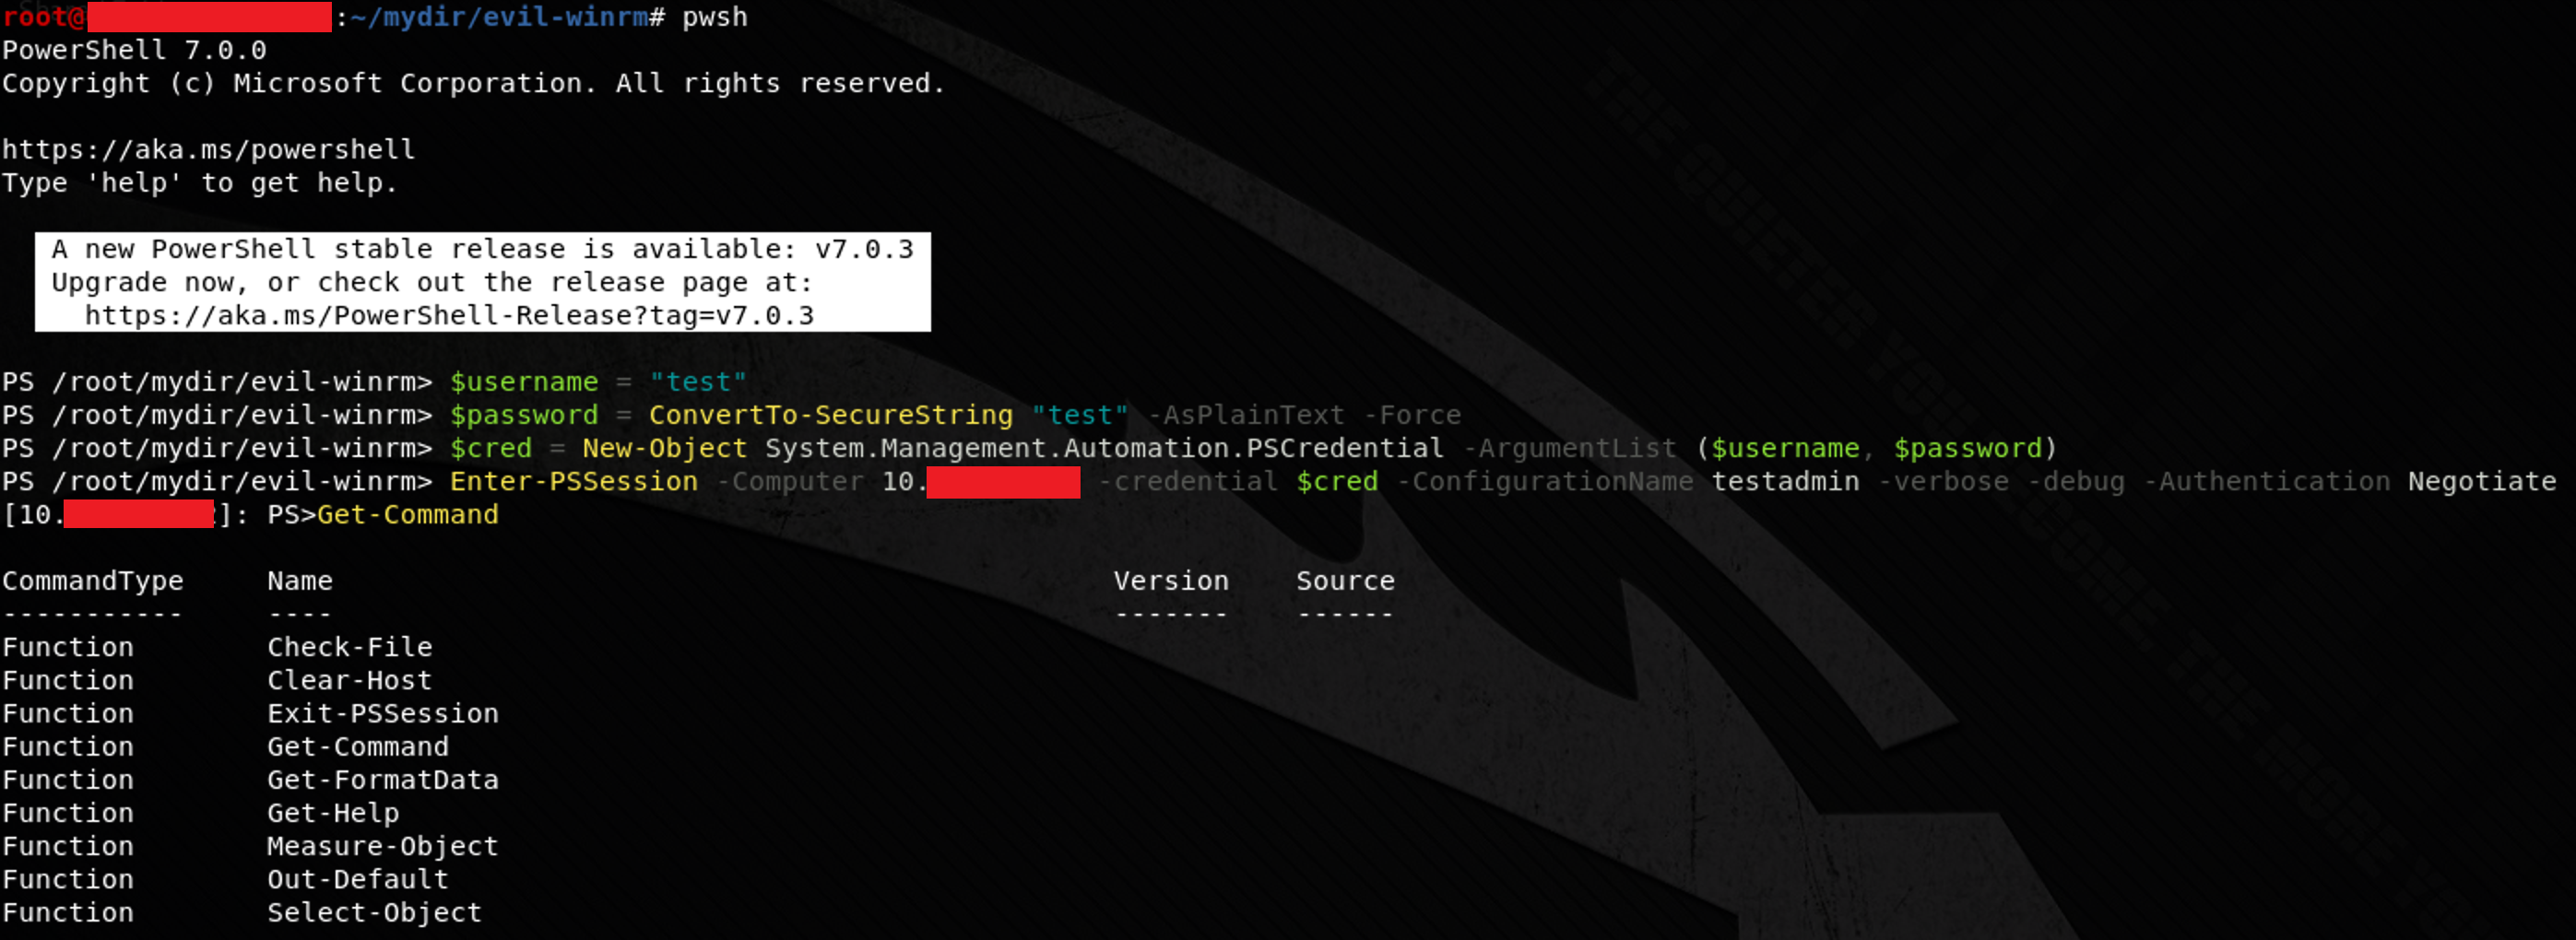 root@:~/mydir/evil-winrm# pwsh
PowerShell 7.0.0
Copyright (c) Microsoft Corporation. All rights reserved.
https://aka.ms/powershell
Type 'help' to get help.
A new PowerShell stable release is available: v7.0.3
Upgrade now, or check out the release page at:
https://aka.ms/PowerShell-Release?tag=v7.0.3
PS /root/mydir/evil-winrm> $username = "test"
PS /root/mydir/evil-winrm> $password = ConvertTo-SecureString "test" -AsPlainText -Force
PS /root/mydir/evil-winrm> $cred = New-Object System.Management.Automation.PSCredential -ArgumentList ($username, $password)
PS /root/mydir/evil-winrm> Enter-PSSession -Computer 10. -credential $cred -ConfigurationName testadmin -verbose -debug -Authentication Negotiate
[10.]: PS>Get-Command
CommandType Name Version Source
----------- ---- ------- ------
Function Check-File
Function Clear-Host
Function Exit-PSSession
Function Get-Command
Function Get-FormatData
Function Get-Help
Function Measure-Object
Function Out-Default
Function Select-Object